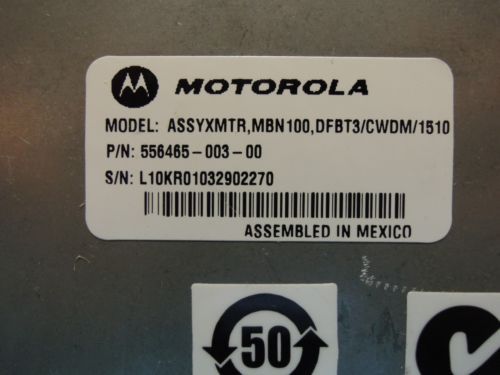 MOTOROLA
MODEL: ASSYXMTR,MBN100,DFBT3/CWDM/1510
P/N: 556465-003-00
S/N: L10KR01032902270
ASSEMBLED IN MEXICO
50